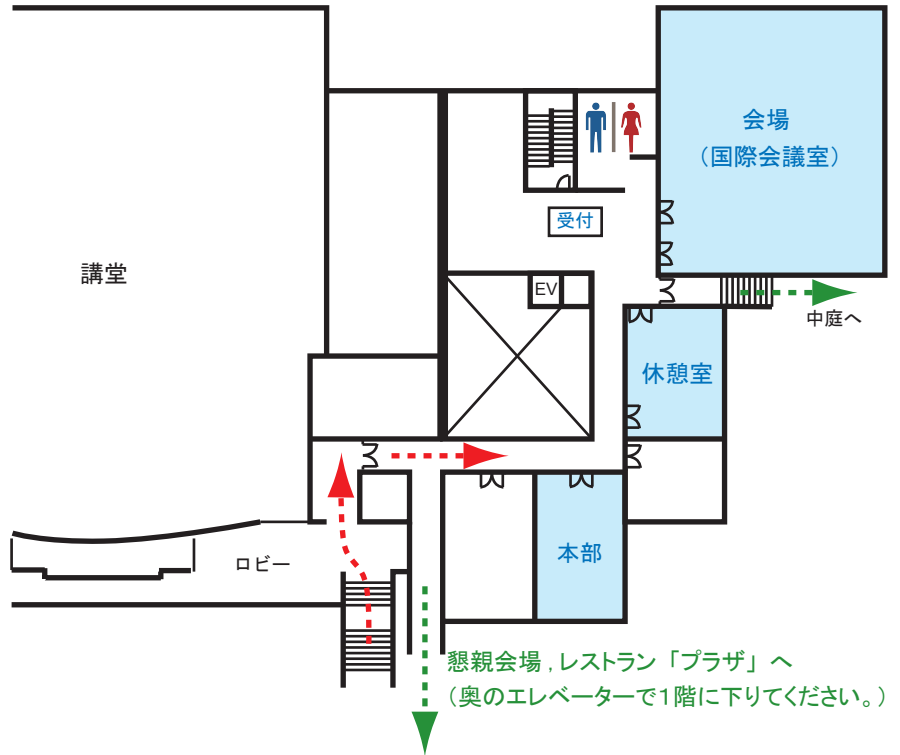 会場
（国際会議室）
受付
講堂
EV
中庭へ
休憩室
ロビー
本部
懇親会場，レストラン「プラザ」へ
（奥のエレベーターで1階に下りてください。）